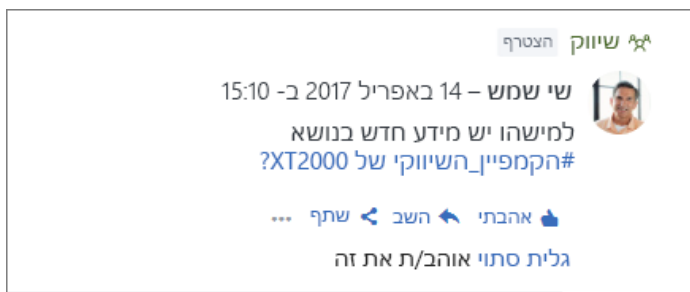 שיווק הצטרף
שי שמש – 14 באפריל 2017 ב- 15:10
למישהו יש מידע חדש בנושא
#הקמפיין_השיווקי של XT2000?
אהבתי השב שתף ...
גלית סתוי אוהב/ת את זה